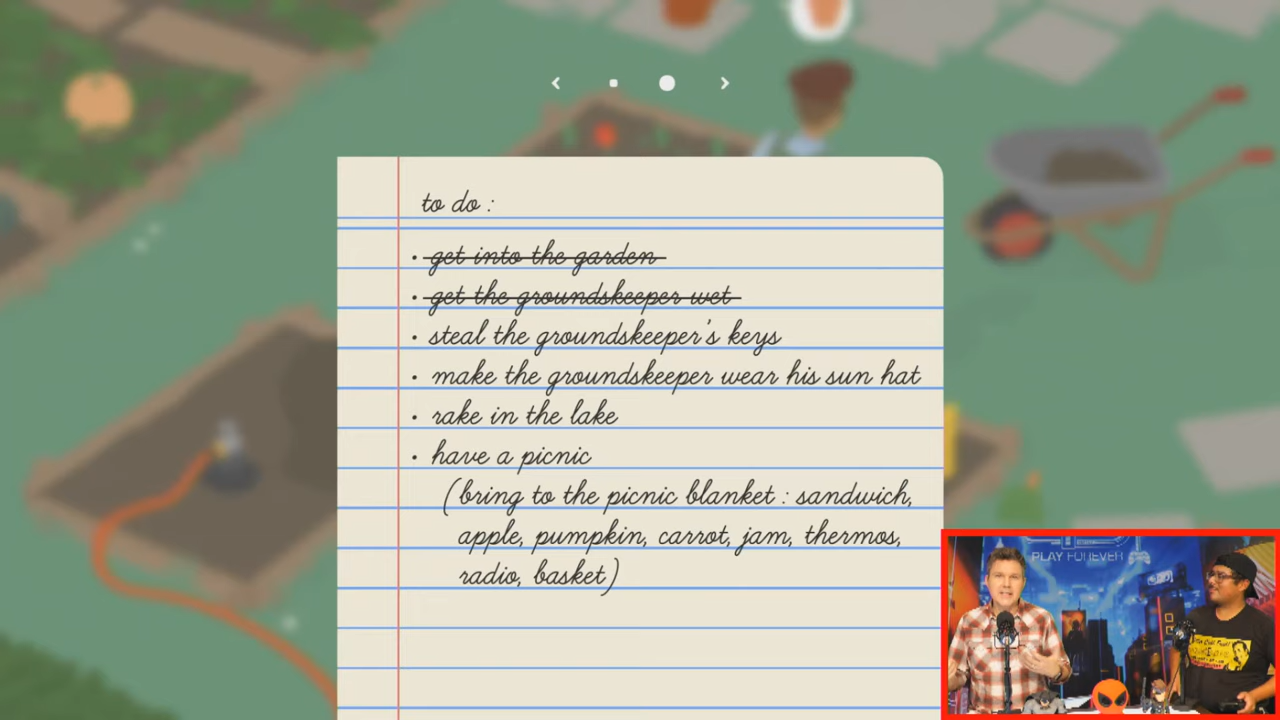 to do :
• get into the garden
• get the groundskeeper wet
• steal the groundskeeper's keys
• make the groundskeeper wear his sun hat
• rake in the lake
• have a picnic
(bring to the picnic blanket : sandwich,
apple, pumpkin, carrot, jam, thermos,
radio, basket)
PLAY FOREVER